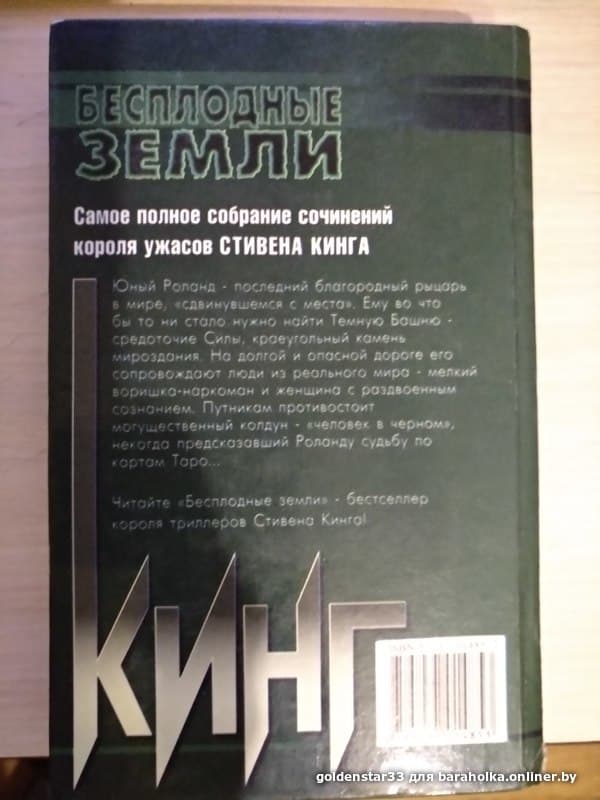 БЕСПЛОДНЫЕ
ЗЕМЛИ
Самое полное собрание сочинений
короля ужасов СТИВЕНА КИНГА
Юный Роланд - последний благородный рыцарь
в мире, «сдвинувшемся с места». Ему во что
бы то ни стало нужно найти Темную Башню -
средоточие Силы, краеугольный камень
мироздания. На долгой и опасной дороге его
сопровождают люди из реального мира - мелкий
воришка-наркоман и женщина с раздвоенным
сознанием. Путникам противостоит
могущественный колдун - «человек в черном»,
некогда предсказавший Роланду судьбу по
картам Таро...
Читайте «Бесплодные земли» - бестселлер
короля триллеров Стивена Кинга!
КИНГ
ISBN
goldenstar33 для baraholka.onliner.by